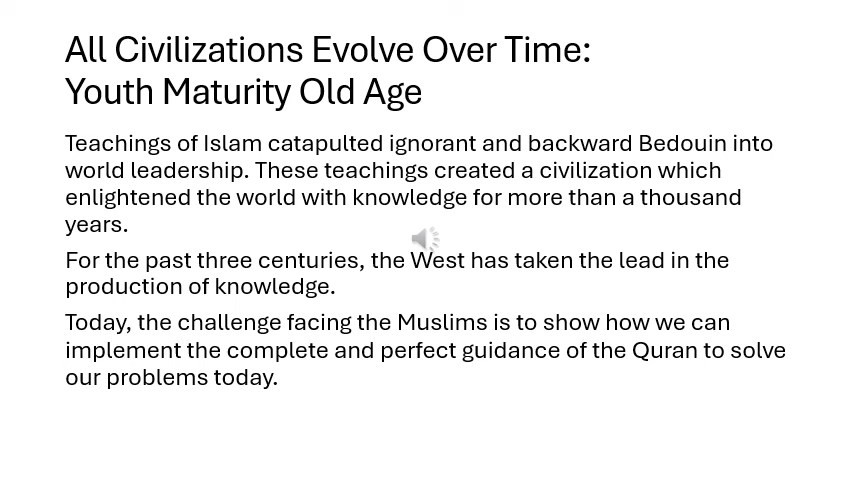 All Civilizations Evolve Over Time:
Youth Maturity Old Age
Teachings of Islam catapulted ignorant and backward Bedouin into
world leadership. These teachings created a civilization which
enlightened the world with knowledge for more than a thousand
years.
For the past three centuries, the West has taken the lead in the
production of knowledge.
Today, the challenge facing the Muslims is to show how we can
implement the complete and perfect guidance of the Quran to solve
our problems today.